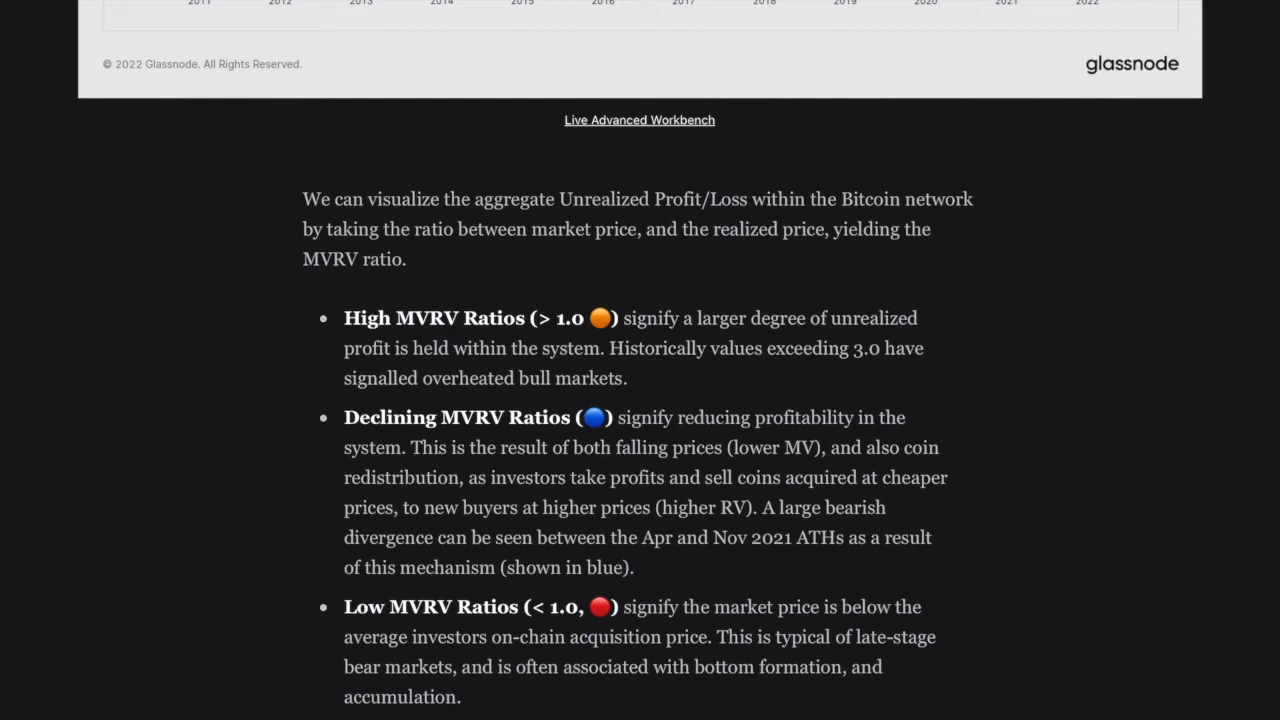 2011 2012 2013 2014 2015 2016 2017 2018 2019 2020 2021 2022
© 2022 Glassnode. All Rights Reserved.
glassnode
Live Advanced Workbench
We can visualize the aggregate Unrealized Profit/Loss within the Bitcoin network
by taking the ratio between market price, and the realized price, yielding the
MVRV ratio.
• High MVRV Ratios (> 1.0 🟠) signify a larger degree of unrealized
profit is held within the system. Historically values exceeding 3.0 have
signalled overheated bull markets.
• Declining MVRV Ratios (🔵) signify reducing profitability in the
system. This is the result of both falling prices (lower MV), and also coin
redistribution, as investors take profits and sell coins acquired at cheaper
prices, to new buyers at higher prices (higher RV). A large bearish
divergence can be seen between the Apr and Nov 2021 ATHs as a result
of this mechanism (shown in blue).
• Low MVRV Ratios (< 1.0, 🔴) signify the market price is below the
average investors on-chain acquisition price. This is typical of late-stage
bear markets, and is often associated with bottom formation, and
accumulation.